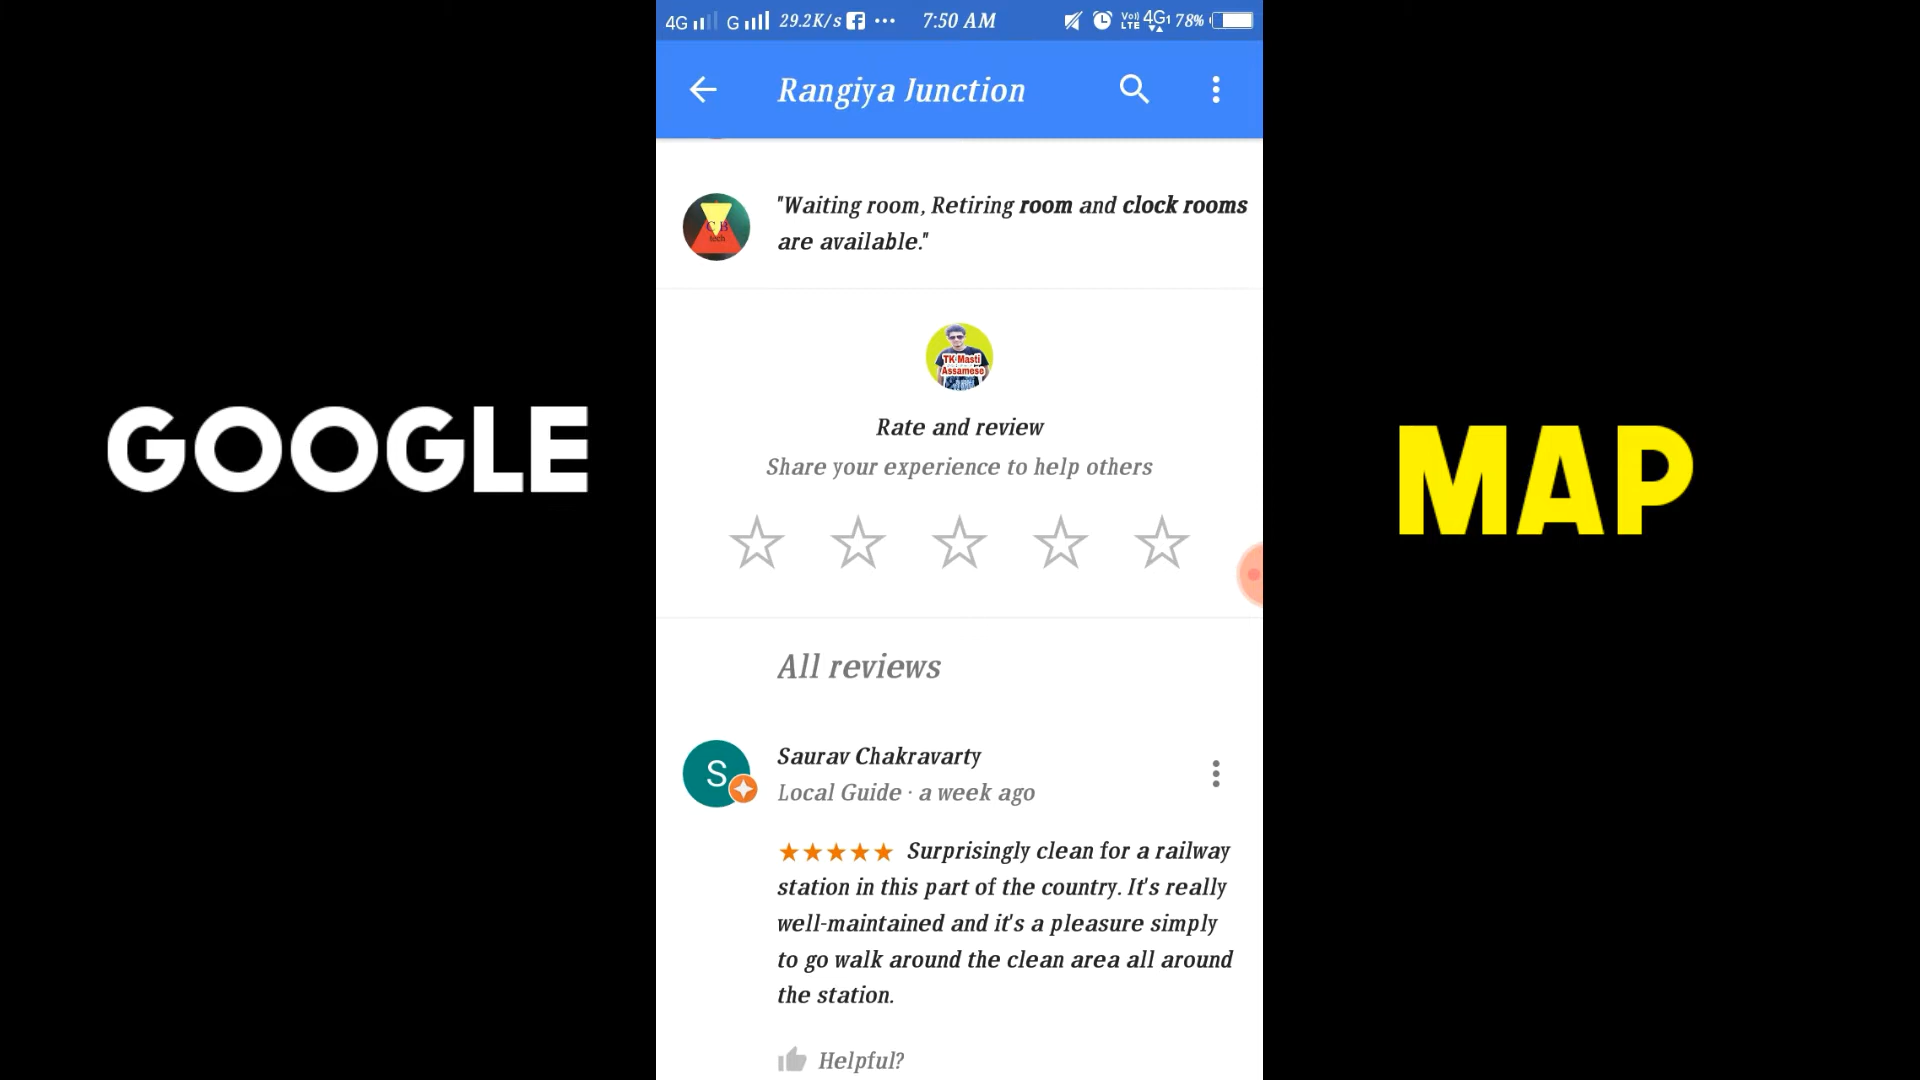 4G G 29.2K/s ... 7:50 AM VoLTE 4G1 78%
Rangiya Junction
"Waiting room, Retiring room and clock rooms
are available."
C B
tech
TK Masti
Assamese
Rate and review
Share your experience to help others
GOOGLE
MAP
All reviews
S
Saurav Chakravarty
Local Guide · a week ago
★★★★★ Surprisingly clean for a railway
station in this part of the country. It's really
well-maintained and it's a pleasure simply
to go walk around the clean area all around
the station.
Helpful?